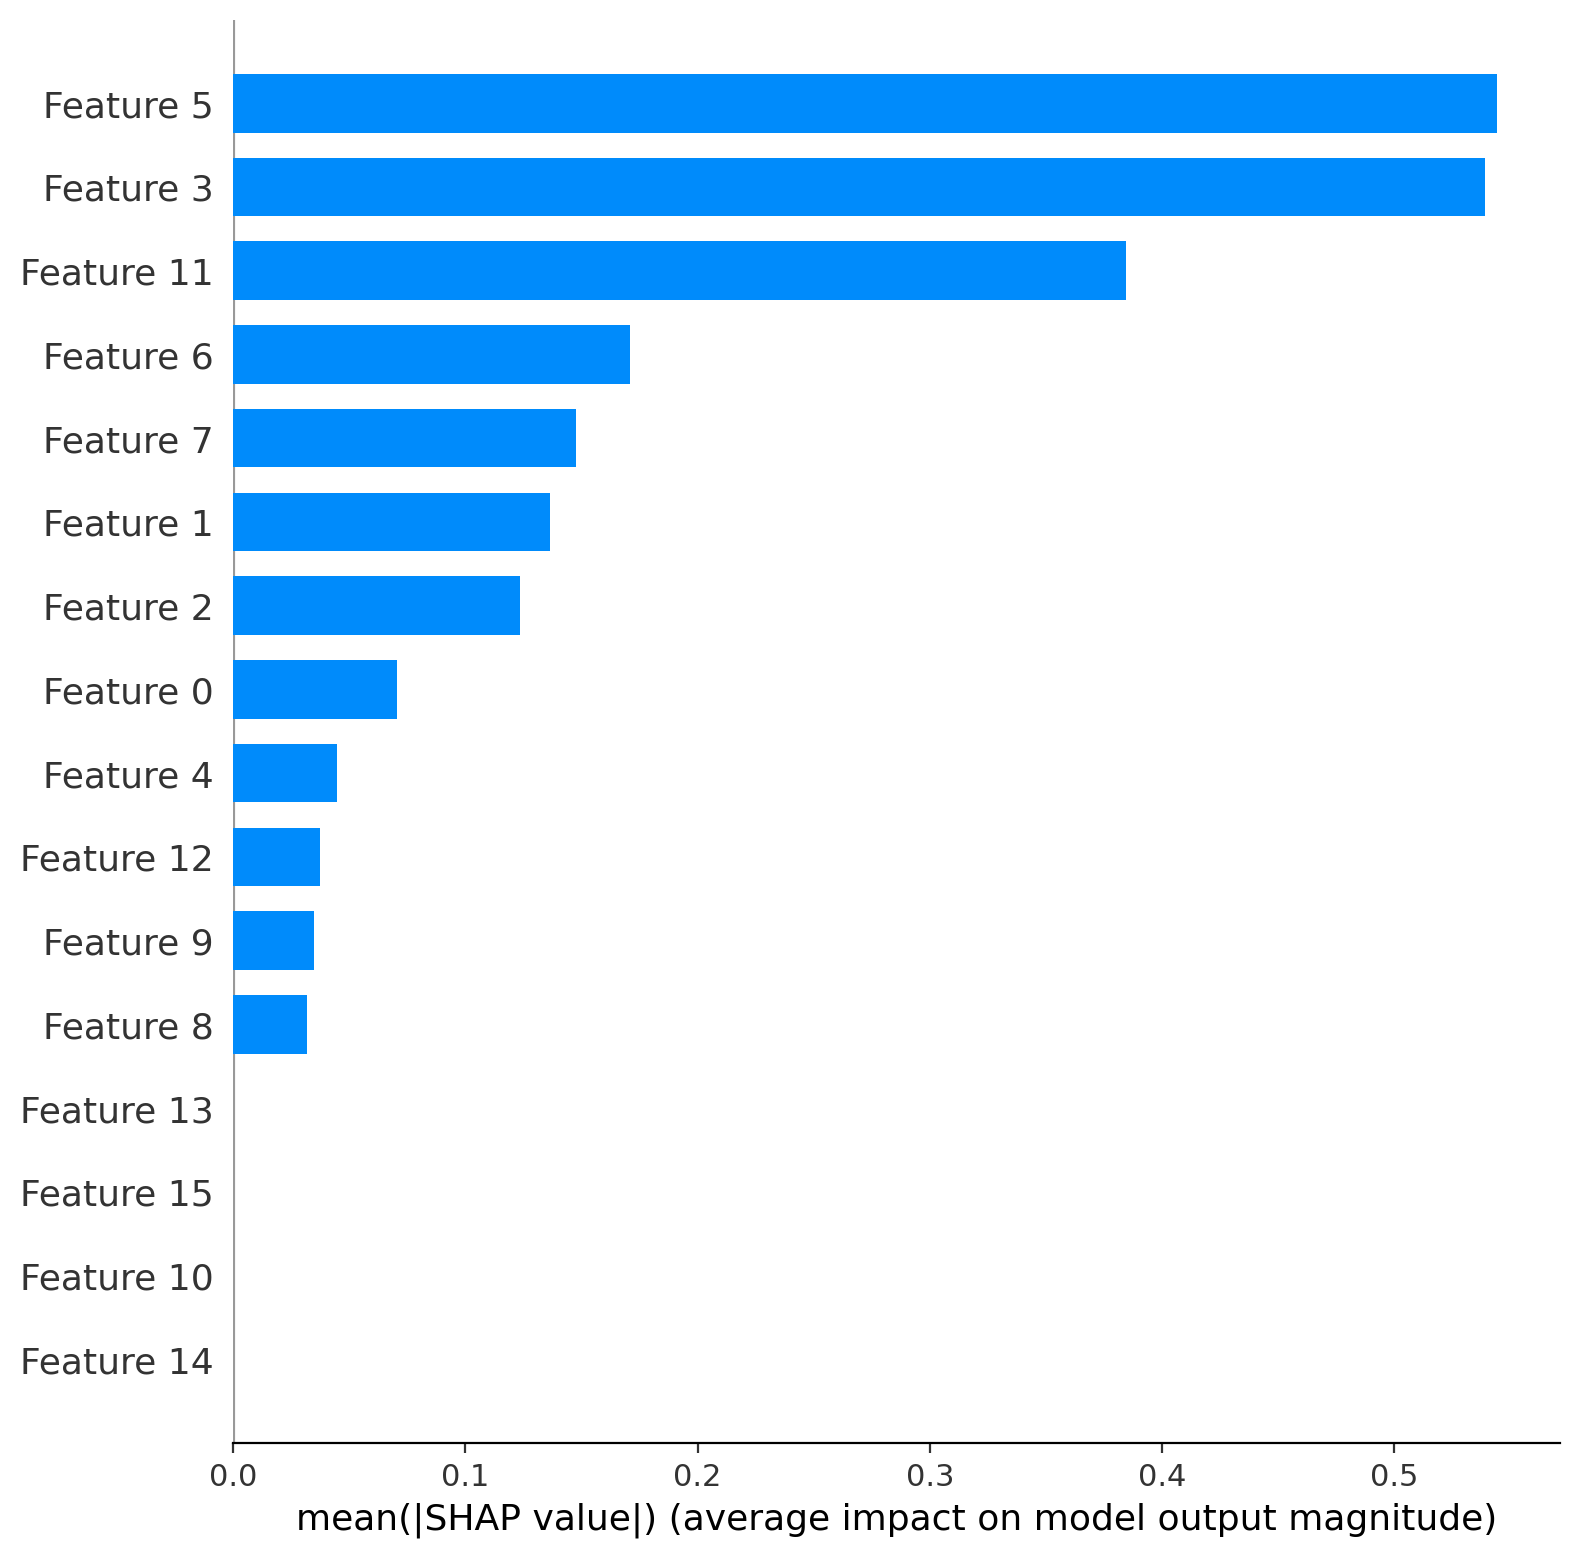 Feature 5
Feature 3
Feature 11
Feature 6
Feature 7
Feature 1
Feature 2
Feature 0
Feature 4
Feature 12
Feature 9
Feature 8
Feature 13
Feature 15
Feature 10
Feature 14
0.0 0.1 0.2 0.3 0.4 0.5
mean(|SHAP value|) (average impact on model output magnitude)